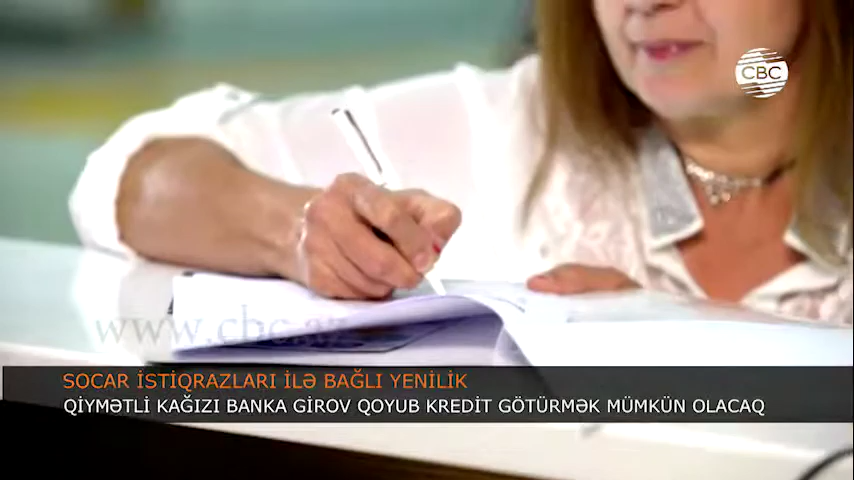 CBC
www.cbc.az
SOCAR İSTİQRAZLARI İLƏ BAĞLI YENİLİK
QİYMƏTLİ KAĞIZI BANKA GİROV QOYUB KREDİT GÖTÜRMƏK MÜMKÜN OLACAQ